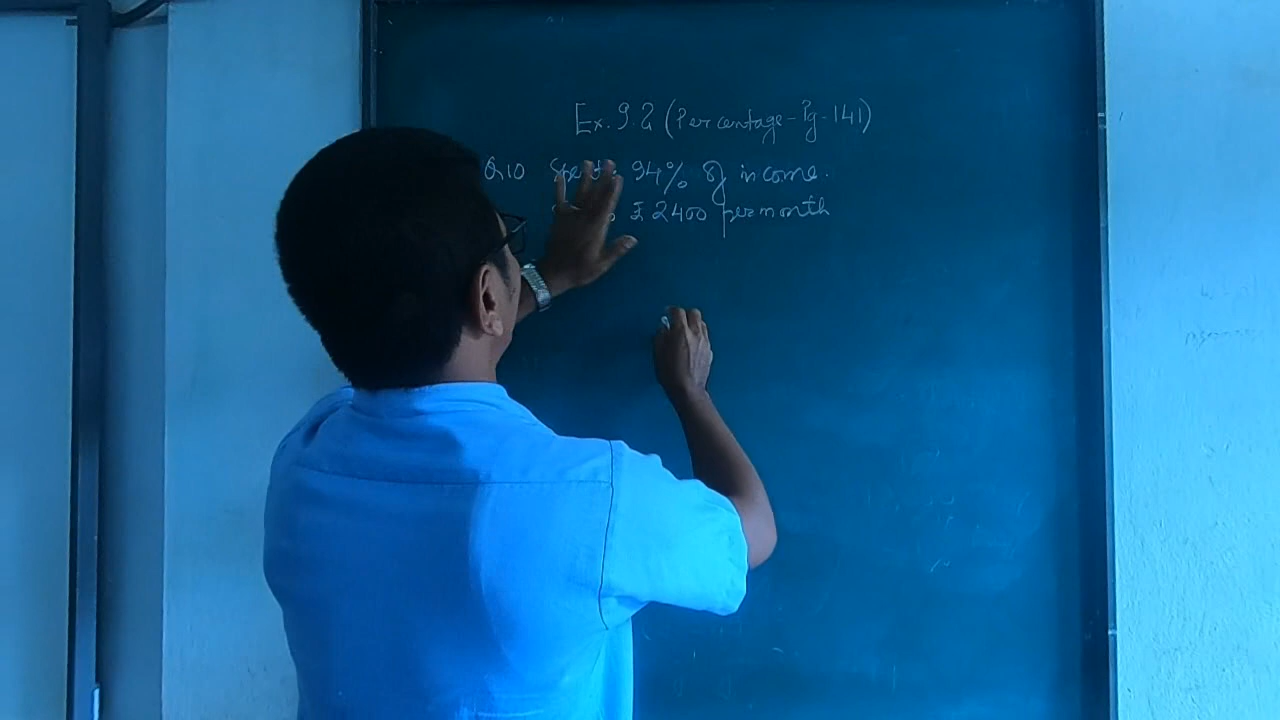 Ex. 9.2 (Percentage - Pg - 141)
Q.10 94% of income.
₹ 2400 per month